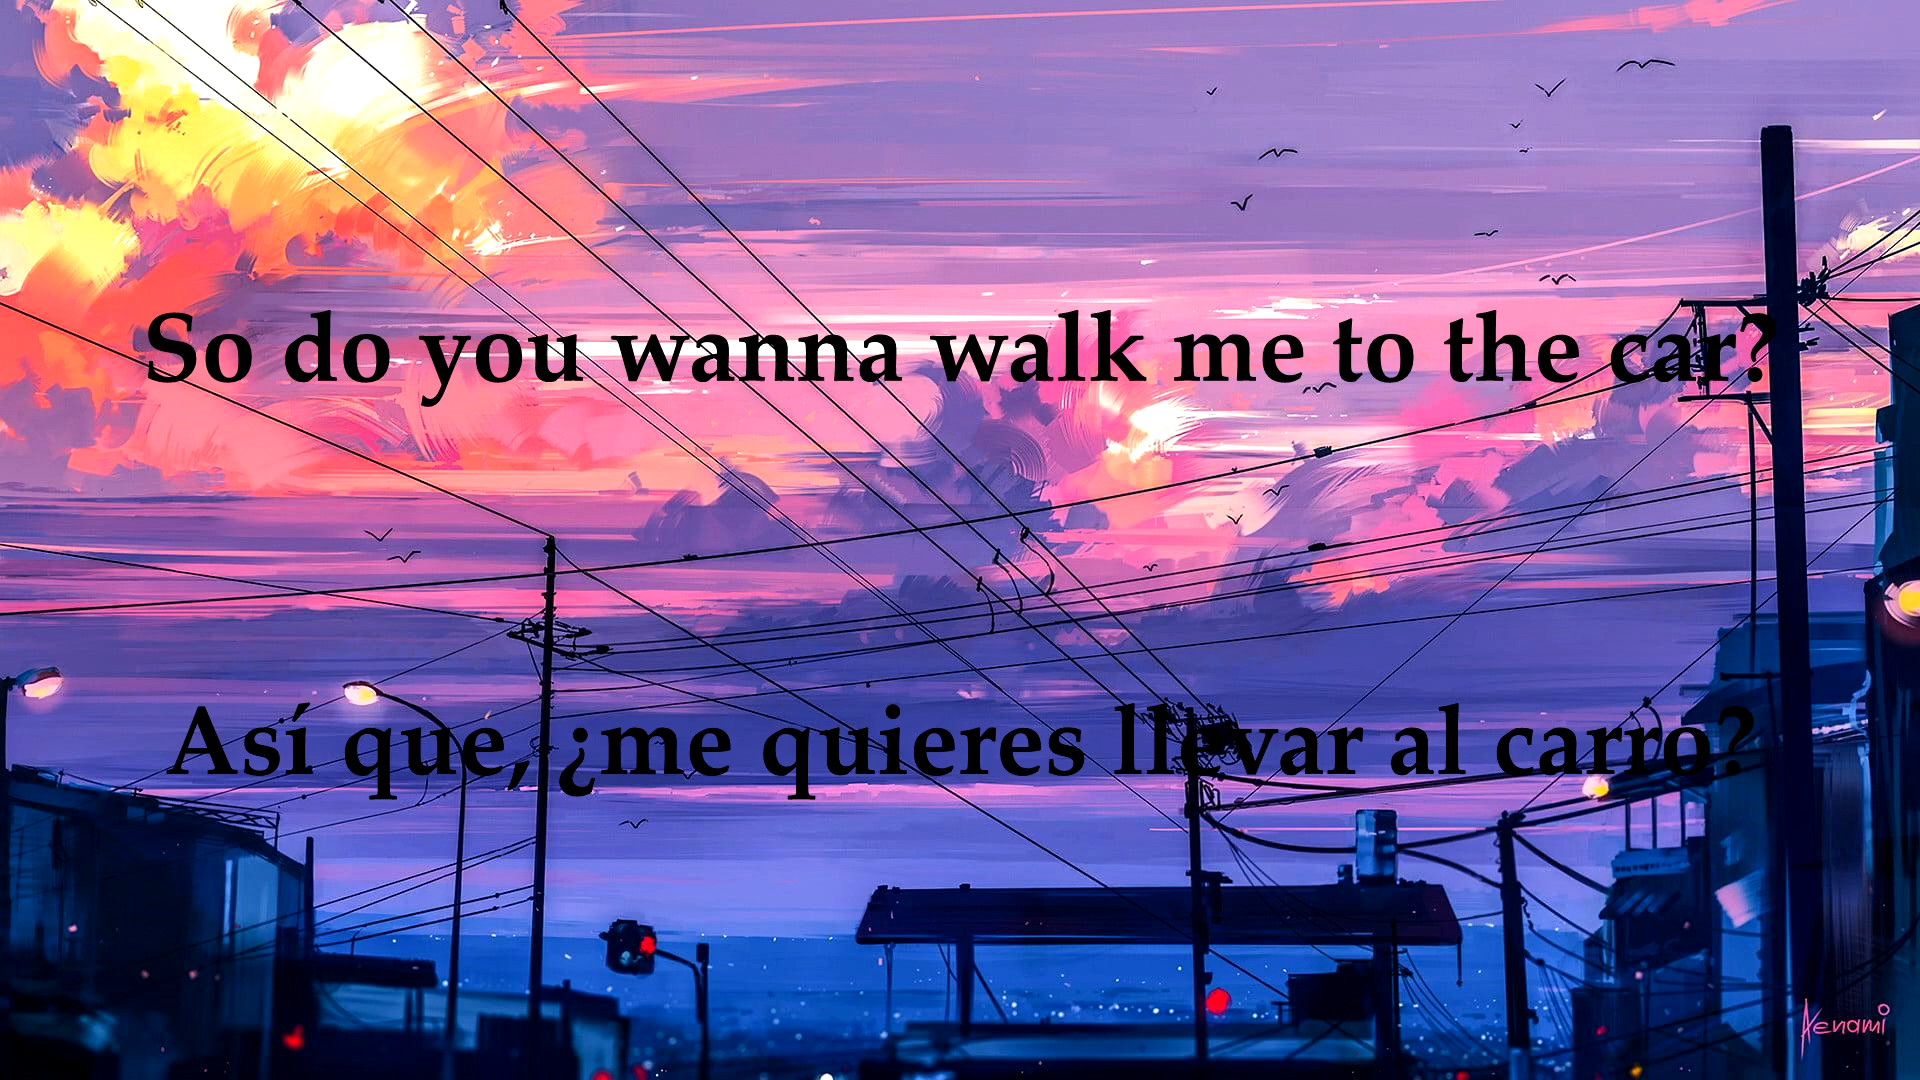 So do you wanna walk me to the car?
Así que, ¿me quieres llevar al carro?
Aenami